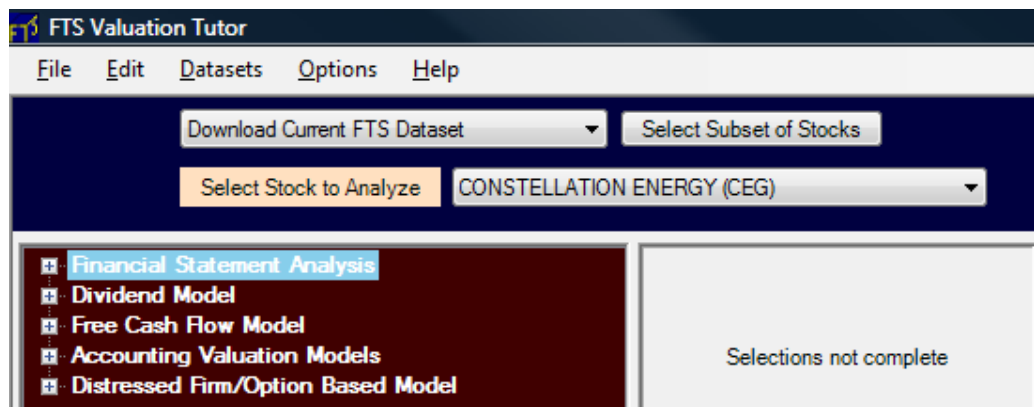 FTS FTS Valuation Tutor
File Edit Datasets Options Help
Download Current FTS Dataset Select Subset of Stocks
Select Stock to Analyze CONSTELLATION ENERGY (CEG)
Financial Statement Analysis
Dividend Model
Free Cash Flow Model
Accounting Valuation Models
Distressed Firm/Option Based Model
Selections not complete